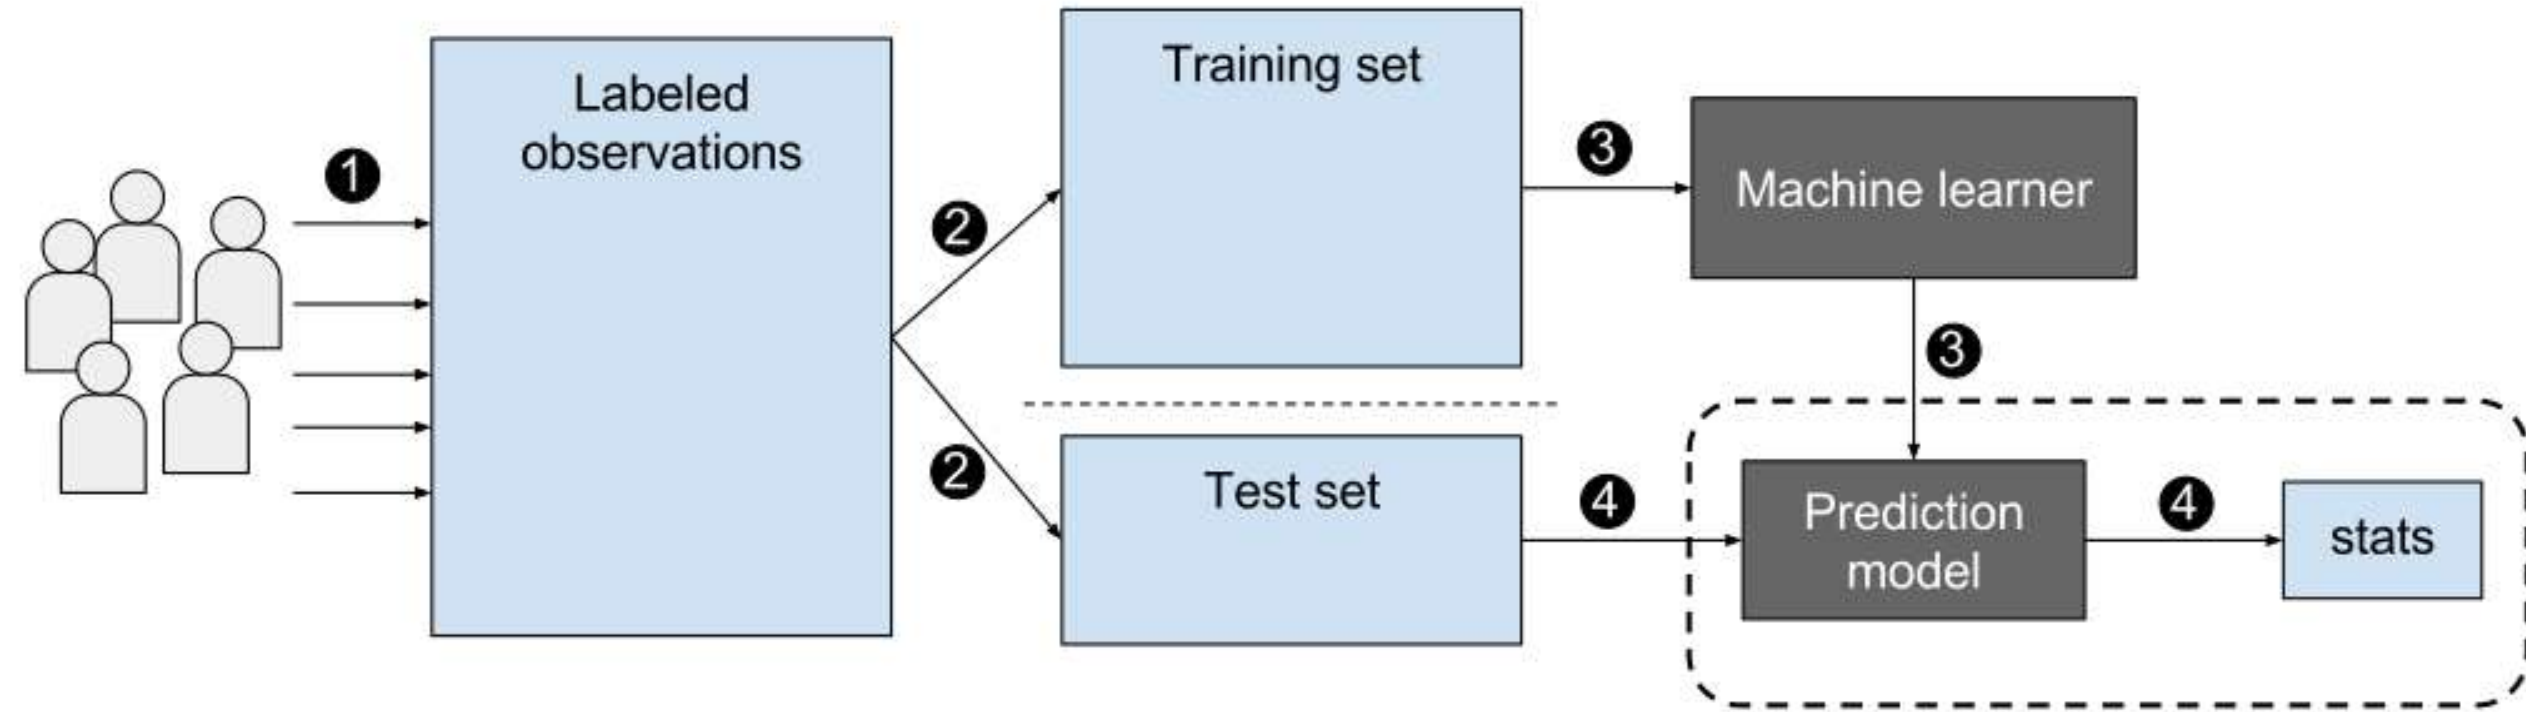 1
Labeled
observations
2
2
Training set
Test set
3
Machine learner
3
4
Prediction
model
4
stats